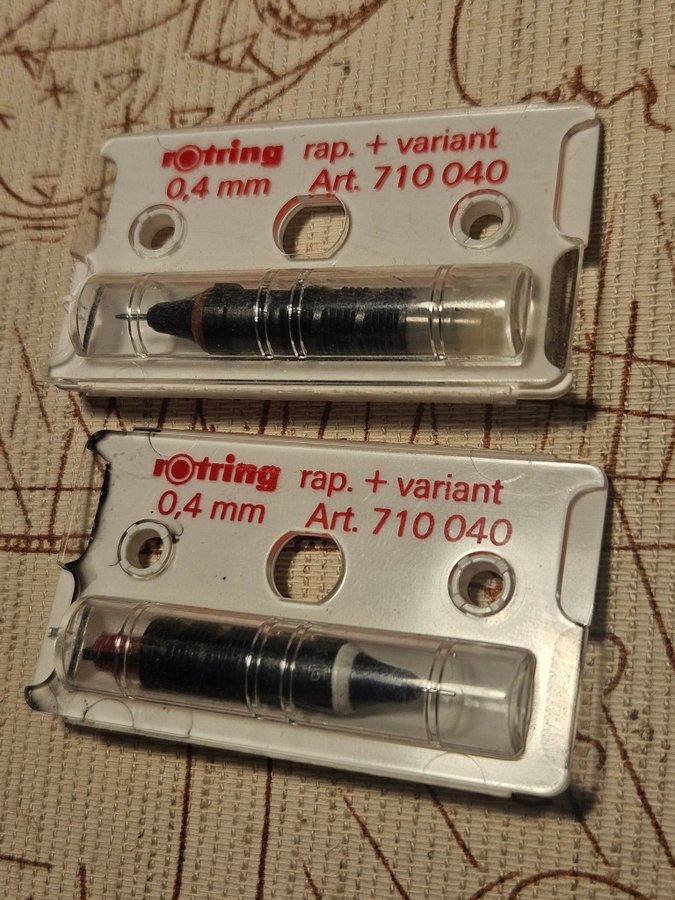 rotring rap. + variant
0,4 mm Art. 710 040
rotring rap. + variant
0,4 mm Art. 710 040